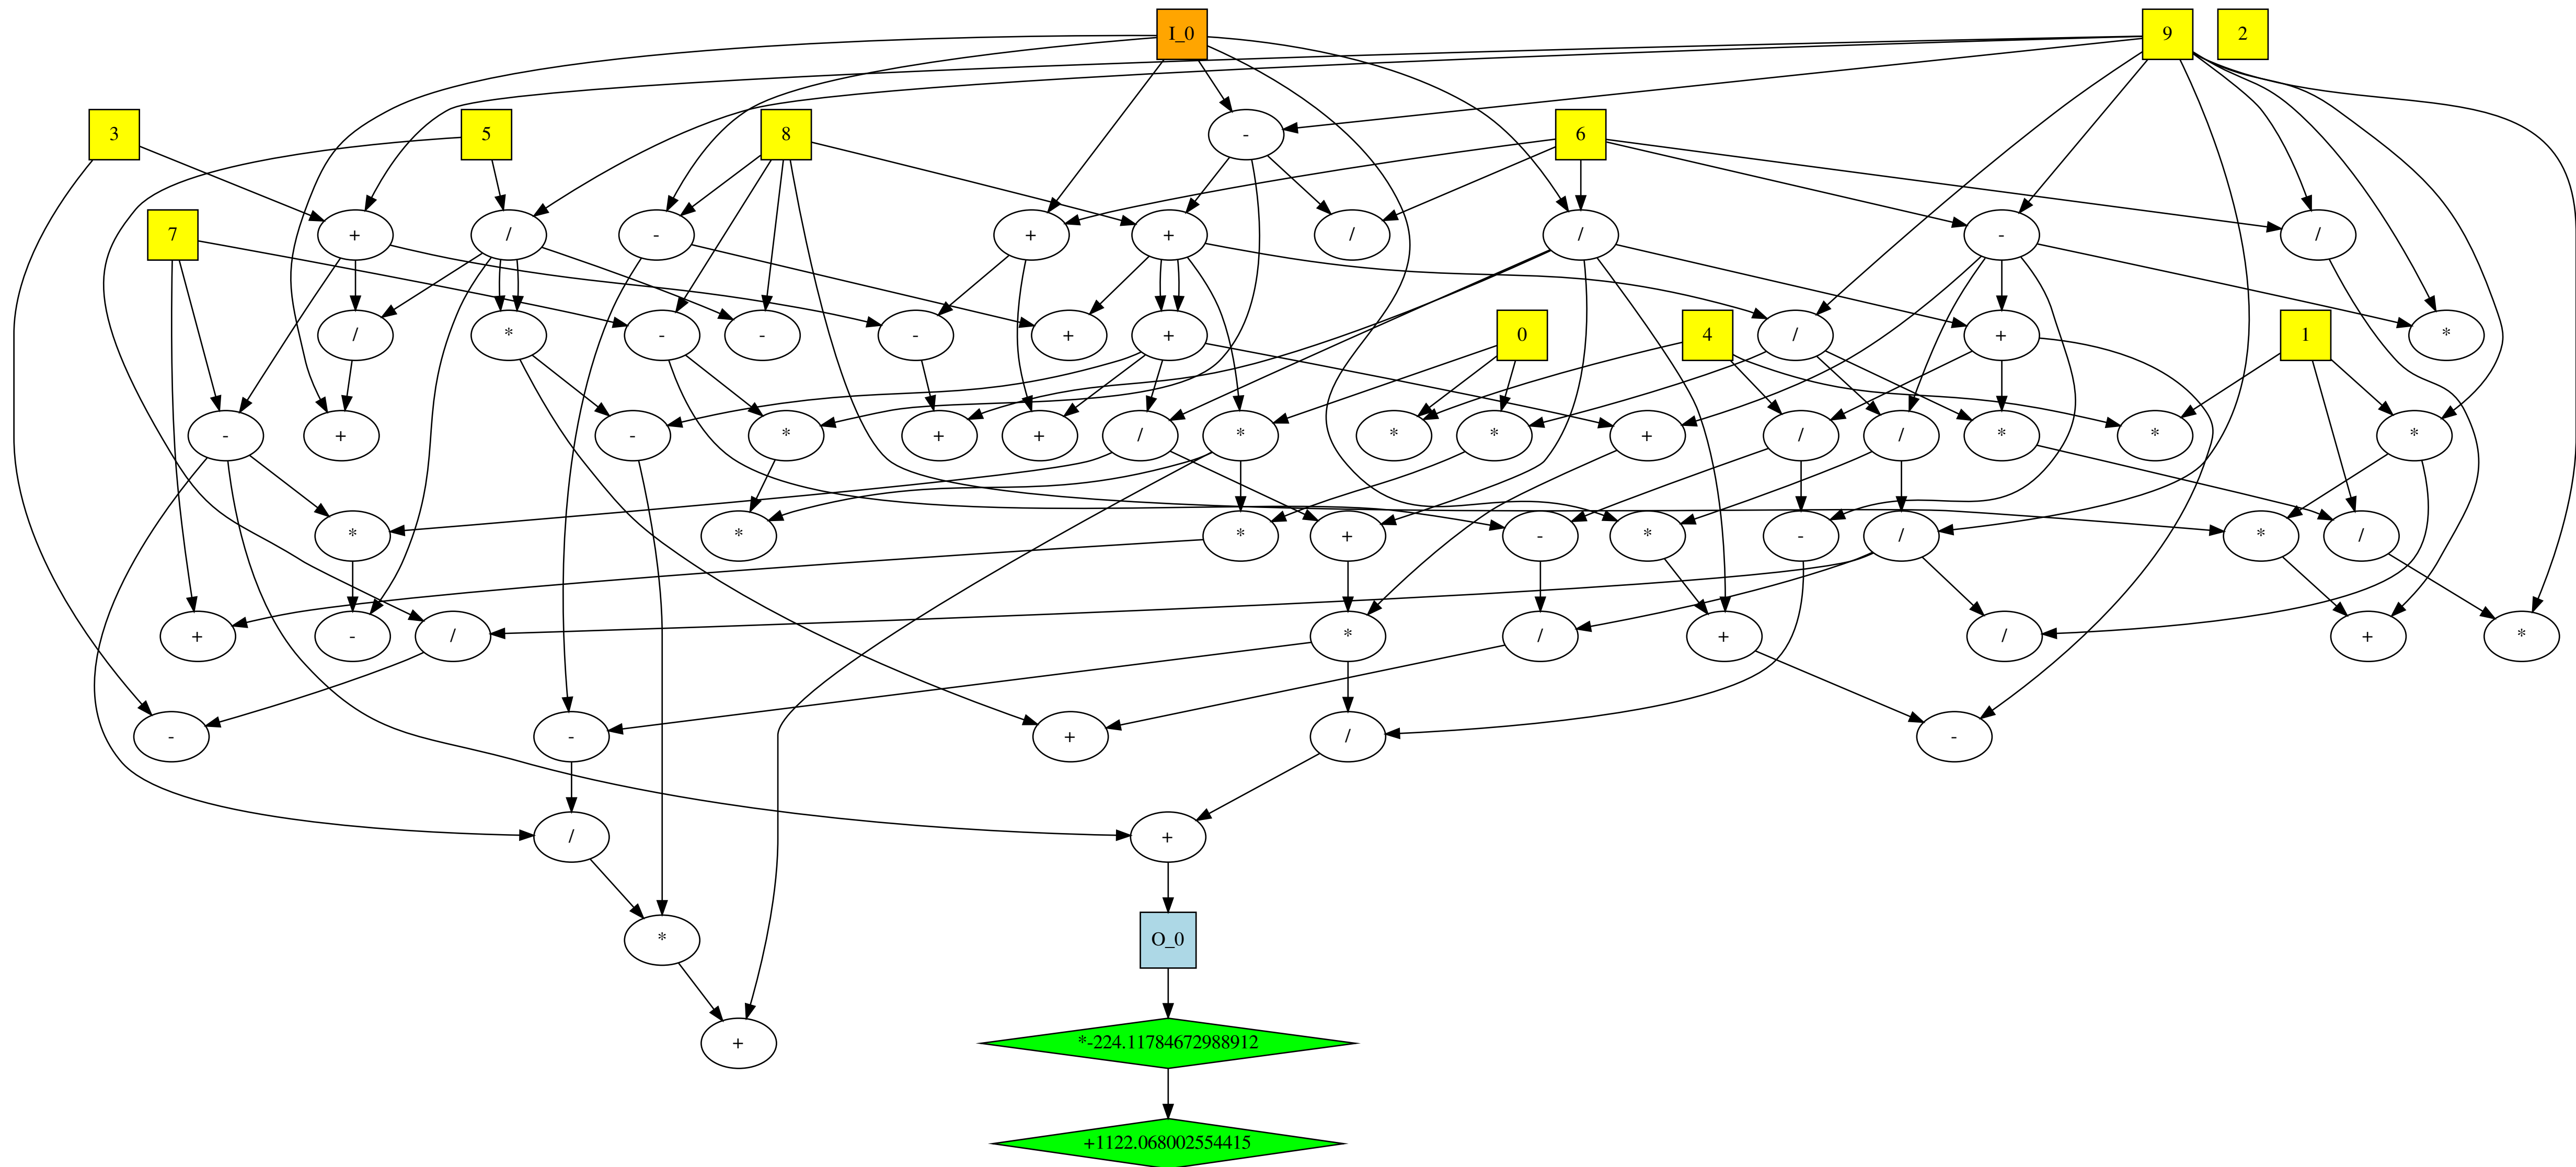 I_0 9 2
3 5 8 - 6
7 + / - + + / / - /
/ * - - - + + 0 4 / + 1 *
- + - * + + / * * * + / / * * *
* * * + - * - / * /
+ - / * / + / + *
- - + / -
/ +
* O_0
+ *-224.11784672988912
+1122.068002554415